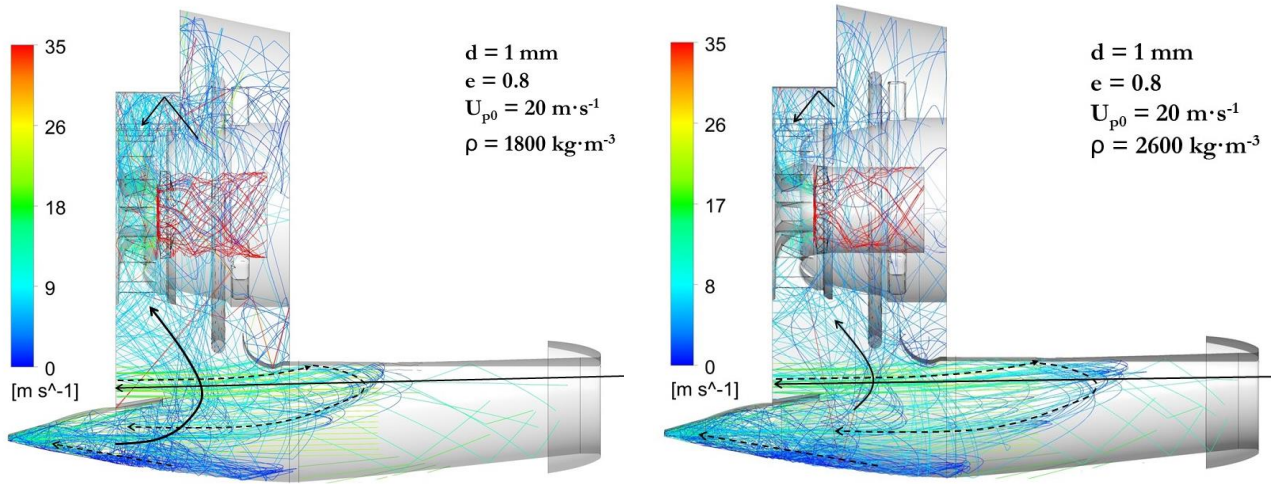 35
26
18
9
0
[m s^-1]
d = 1 mm
e = 0.8
Uₚ₀ = 20 m·s⁻¹
ρ = 1800 kg·m⁻³
35
26
17
8
0
[m s^-1]
d = 1 mm
e = 0.8
Uₚ₀ = 20 m·s⁻¹
ρ = 2600 kg·m⁻³